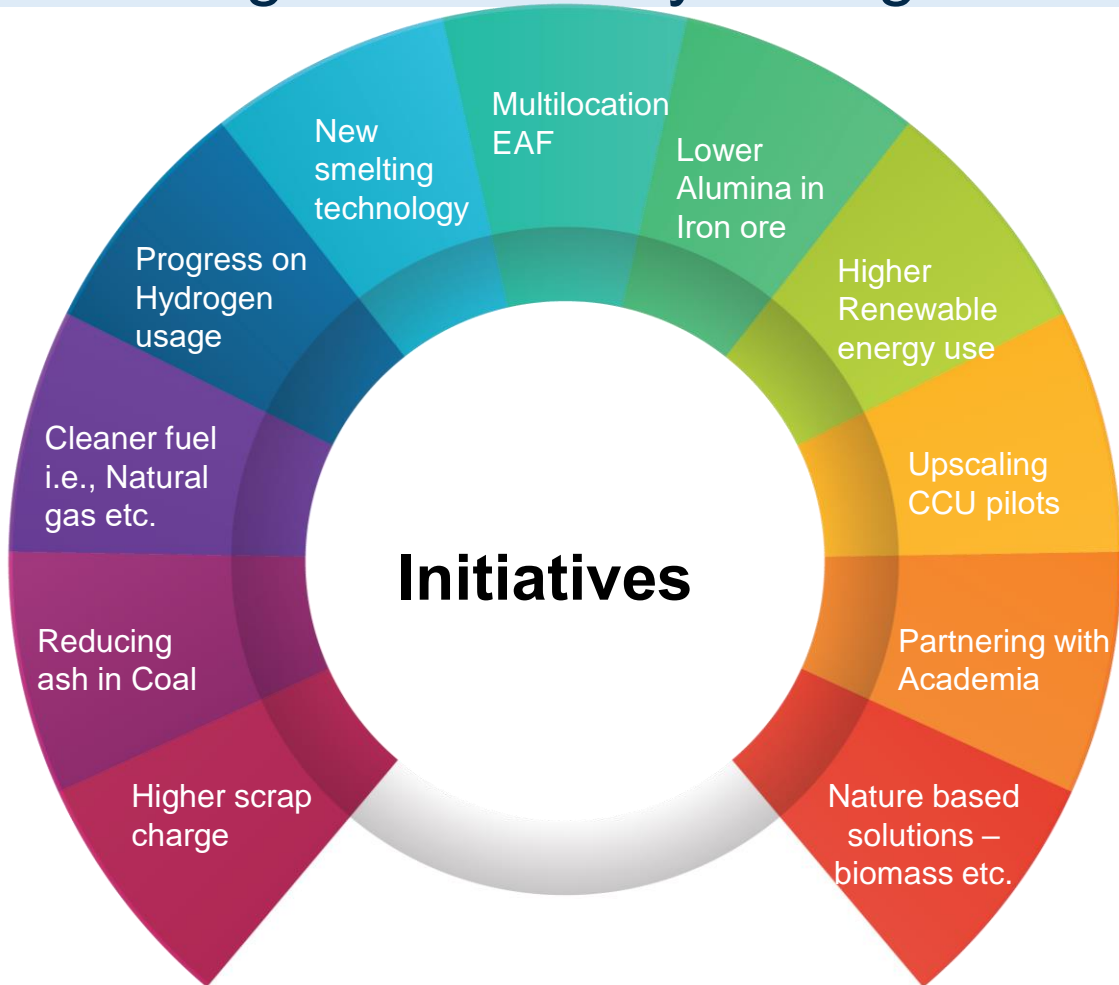 Higher scrap
charge
Reducing
ash in Coal
Cleaner fuel
i.e., Natural
gas etc.
Progress on
Hydrogen
usage
New
smelting
technology
Multilocation
EAF
Lower
Alumina in
Iron ore
Higher
Renewable
energy use
Upscaling
CCU pilots
Partnering with
Academia
Nature based
solutions –
biomass etc.
Initiatives